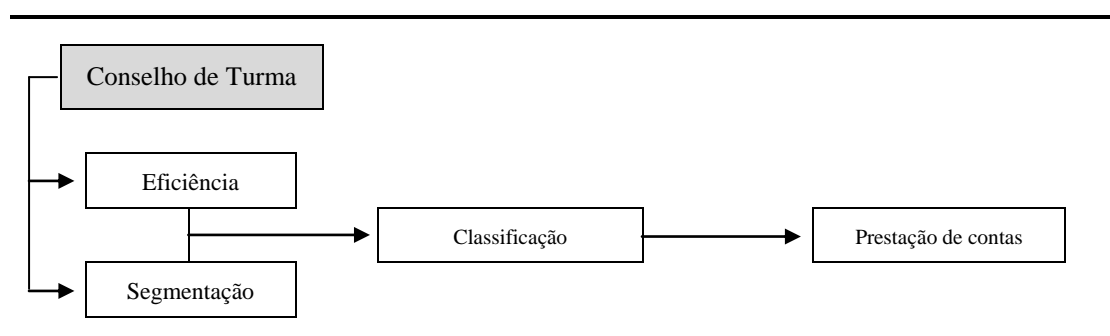 Conselho de Turma
Eficiência
Classificação
Prestação de contas
Segmentação